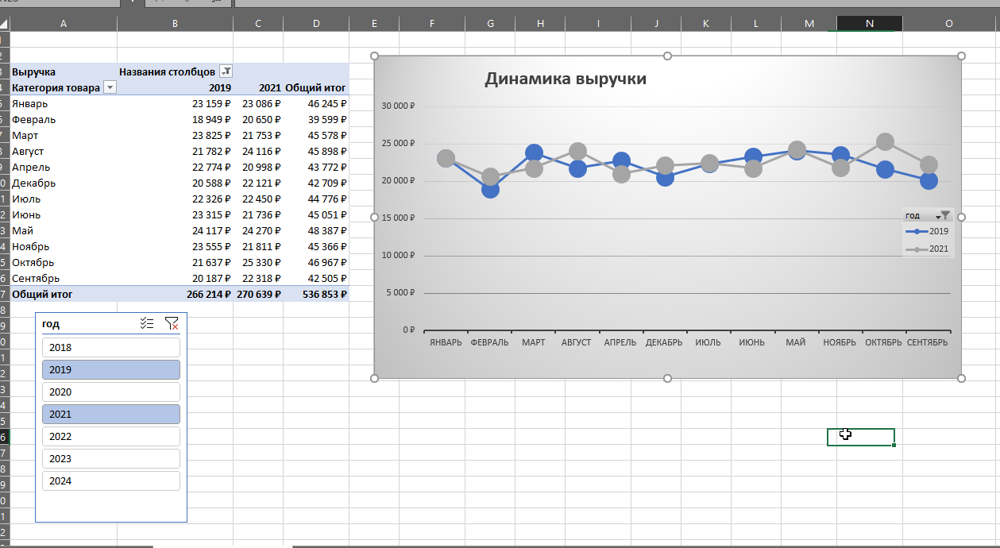 A B C D E F G H I J K L M N O
Выручка Названия столбцов
Категория товара 2019 2021 Общий итог
Январь 23 159 ₽ 23 086 ₽ 46 245 ₽
Февраль 18 949 ₽ 20 650 ₽ 39 599 ₽
Март 23 825 ₽ 21 753 ₽ 45 578 ₽
Август 21 782 ₽ 24 116 ₽ 45 898 ₽
Апрель 22 774 ₽ 20 998 ₽ 43 772 ₽
Декабрь 20 588 ₽ 22 121 ₽ 42 709 ₽
Июль 22 326 ₽ 22 450 ₽ 44 776 ₽
Июнь 23 315 ₽ 21 736 ₽ 45 051 ₽
Май 24 117 ₽ 24 270 ₽ 48 387 ₽
Ноябрь 23 555 ₽ 21 811 ₽ 45 366 ₽
Октябрь 21 637 ₽ 25 330 ₽ 46 967 ₽
Сентябрь 20 187 ₽ 22 318 ₽ 42 505 ₽
Общий итог 266 214 ₽ 270 639 ₽ 536 853 ₽
год
2018
2019
2020
2021
2022
2023
2024
Динамика выручки
30 000 ₽
25 000 ₽
20 000 ₽
15 000 ₽
10 000 ₽
5 000 ₽
0 ₽
ЯНВАРЬ ФЕВРАЛЬ МАРТ АВГУСТ АПРЕЛЬ ДЕКАБРЬ ИЮЛЬ ИЮНЬ МАЙ НОЯБРЬ ОКТЯБРЬ СЕНТЯБРЬ
год
2019
2021